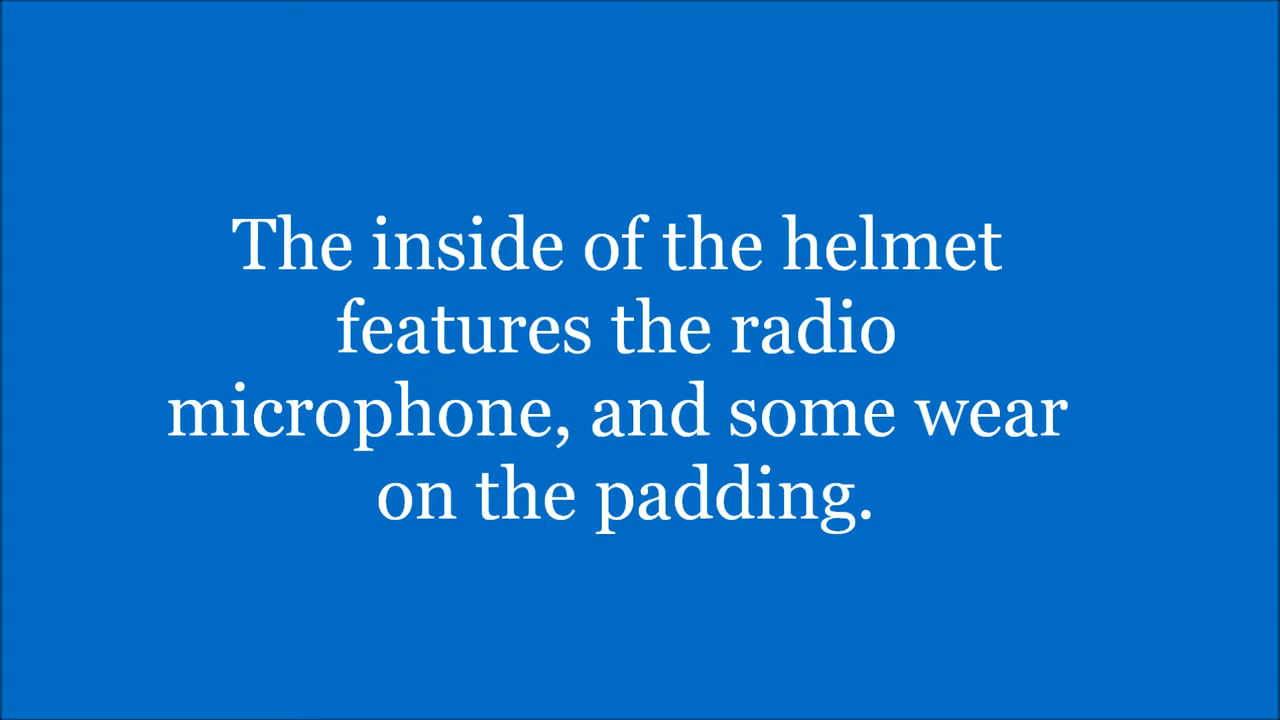 The inside of the helmet
features the radio
microphone, and some wear
on the padding.